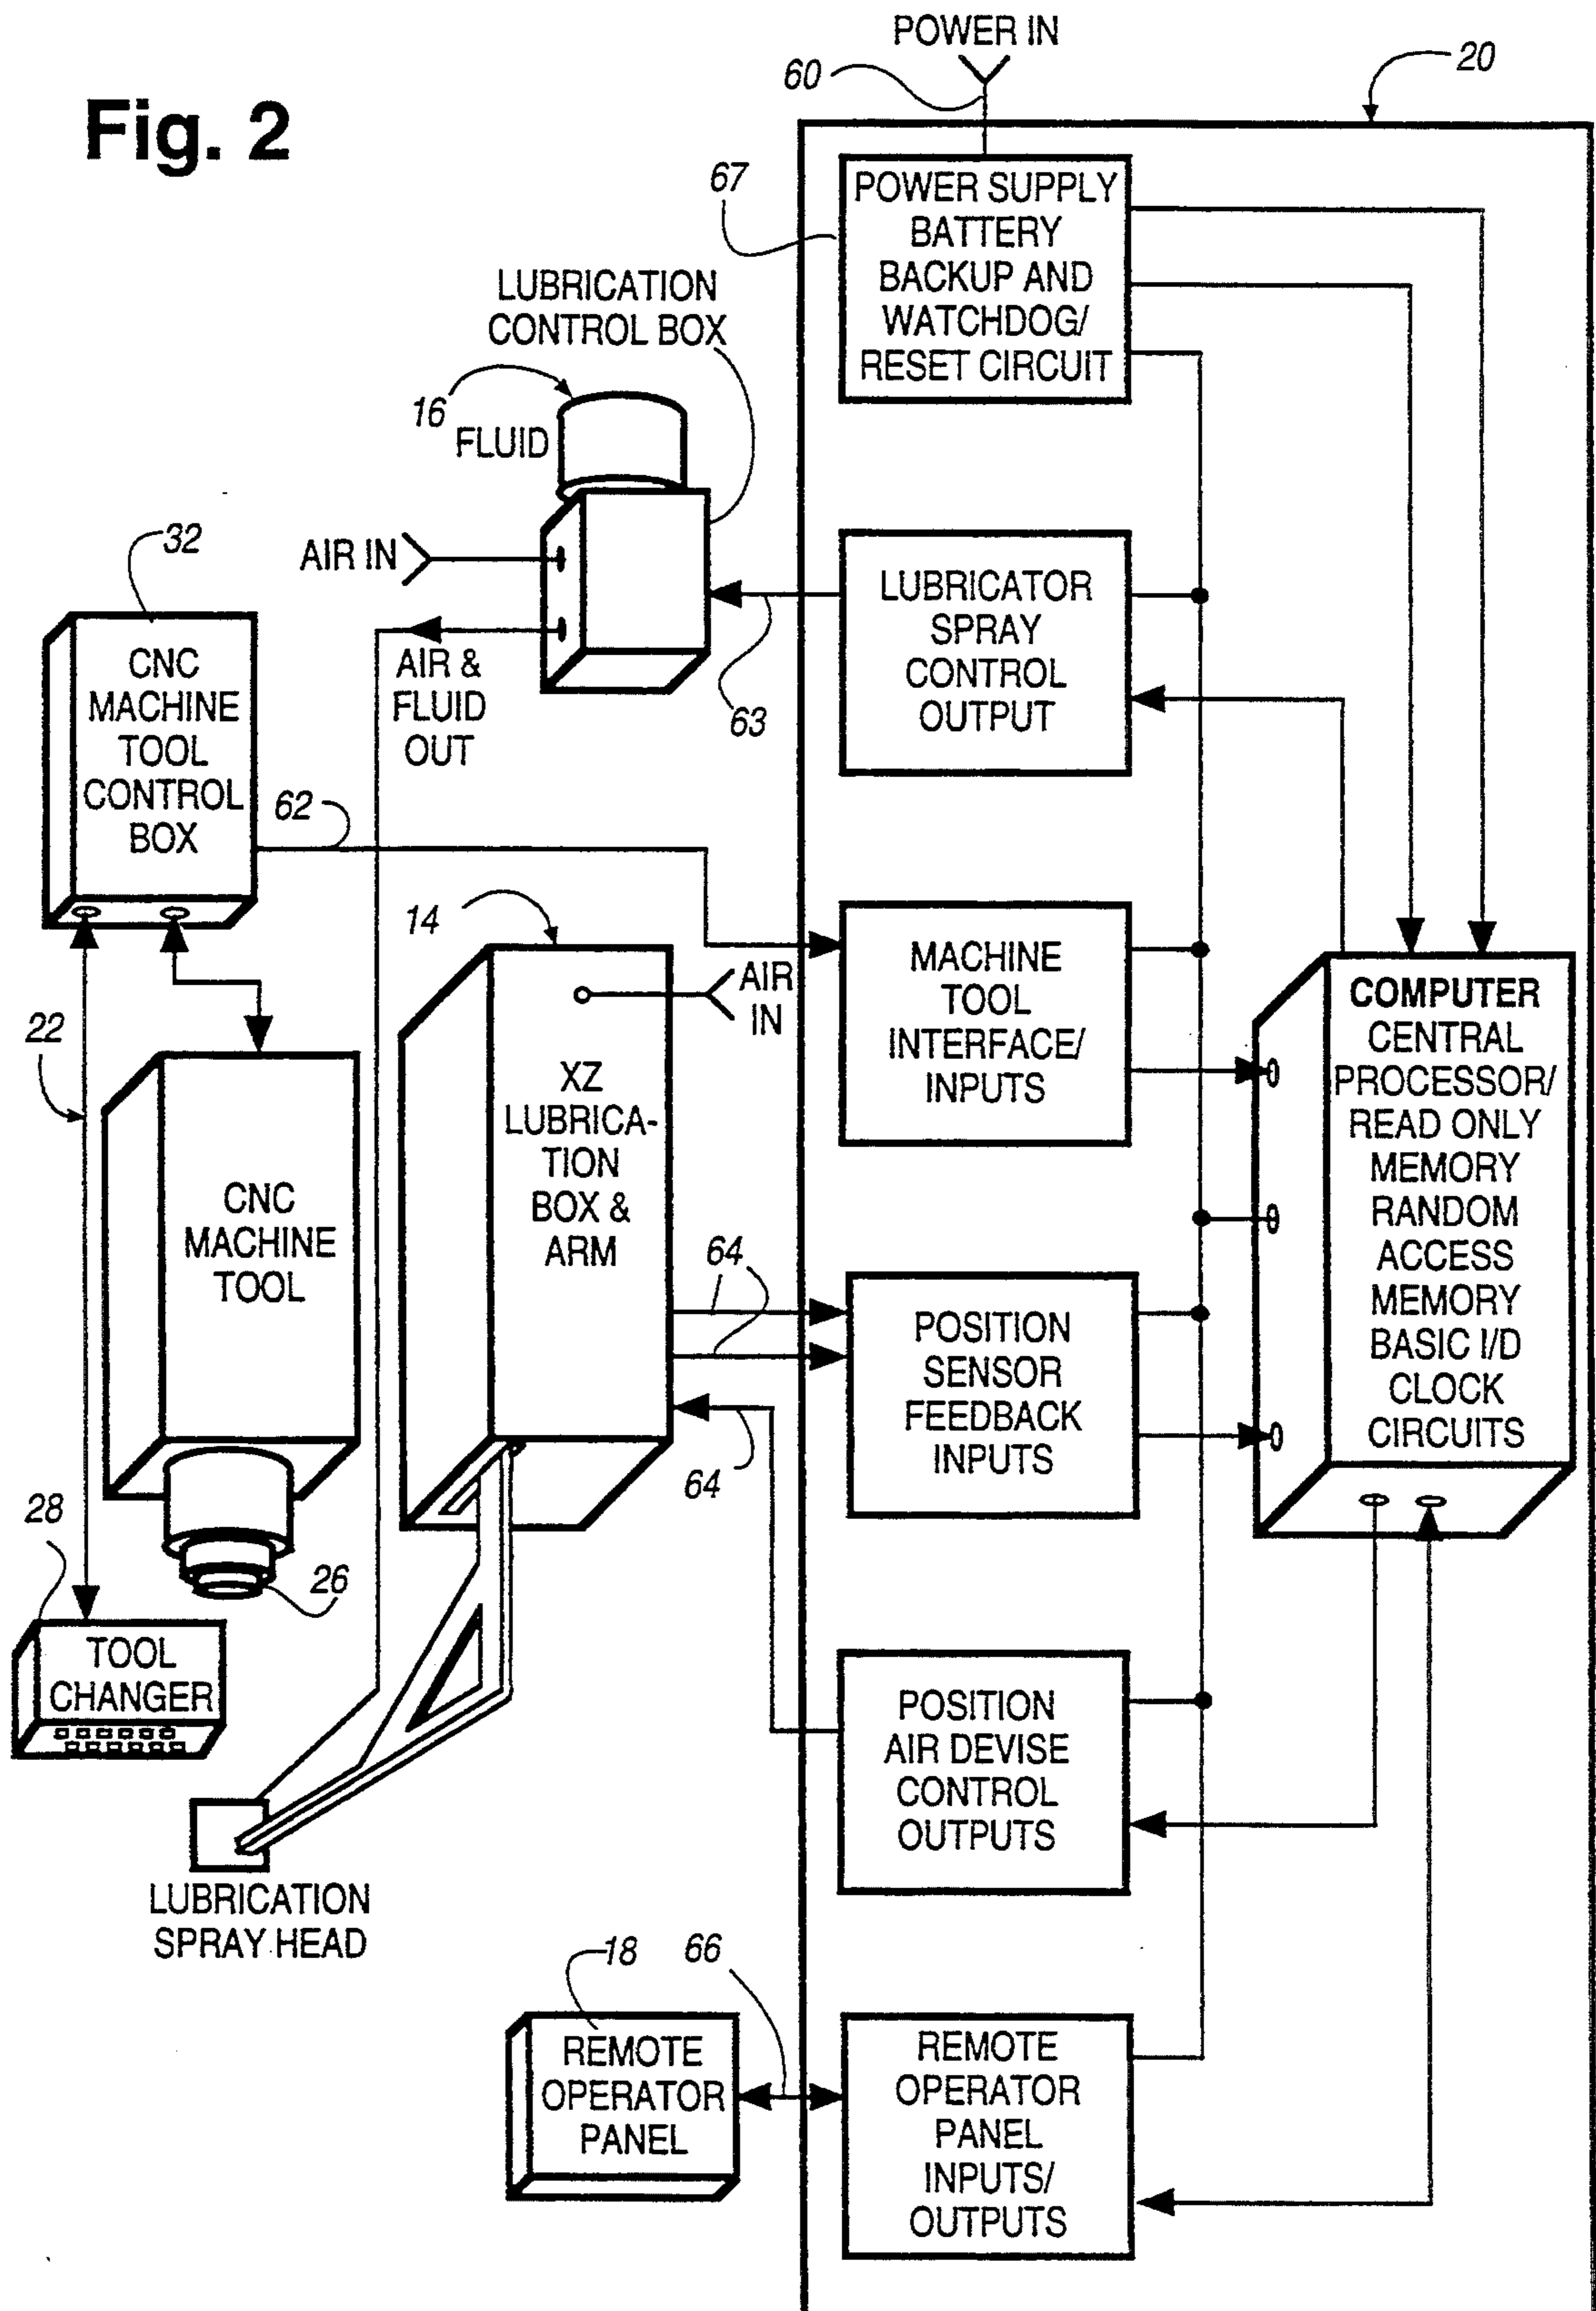 POWER IN
20
60
Fig. 2
67
POWER SUPPLY
BATTERY
BACKUP AND
WATCHDOG/
RESET CIRCUIT
LUBRICATION
CONTROL BOX
16
FLUID
32
AIR IN
LUBRICATOR
SPRAY
CONTROL
OUTPUT
CNC
MACHINE
TOOL
CONTROL
BOX
AIR &
FLUID
OUT
63
62
14
AIR
IN
MACHINE
TOOL
INTERFACE/
INPUTS
COMPUTER
CENTRAL
PROCESSOR/
READ ONLY
MEMORY
RANDOM
ACCESS
MEMORY
BASIC I/D
CLOCK
CIRCUITS
22
XZ
LUBRICA-
TION
BOX &
ARM
CNC
MACHINE
TOOL
64
64
POSITION
SENSOR
FEEDBACK
INPUTS
28
26
TOOL
CHANGER
POSITION
AIR DEVISE
CONTROL
OUTPUTS
LUBRICATION
SPRAY HEAD
18
66
REMOTE
OPERATOR
PANEL
REMOTE
OPERATOR
PANEL
INPUTS/
OUTPUTS